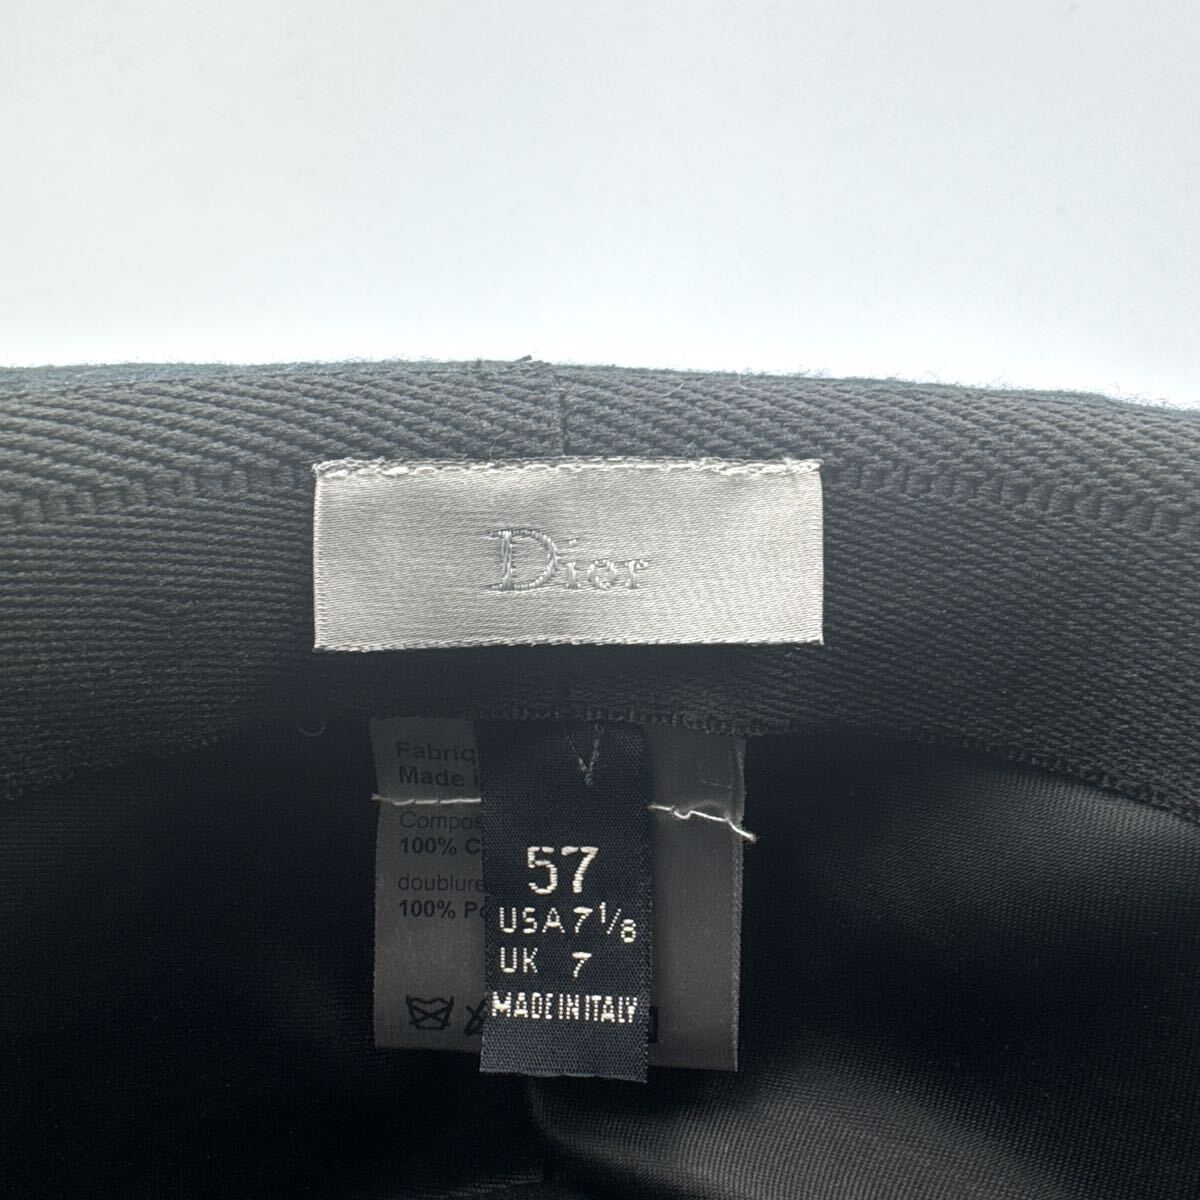 Dior
Fabriq
Made
Compos
100% C
doublure
100% Po
57
USA 7 1/8
UK 7
MADE IN ITALY